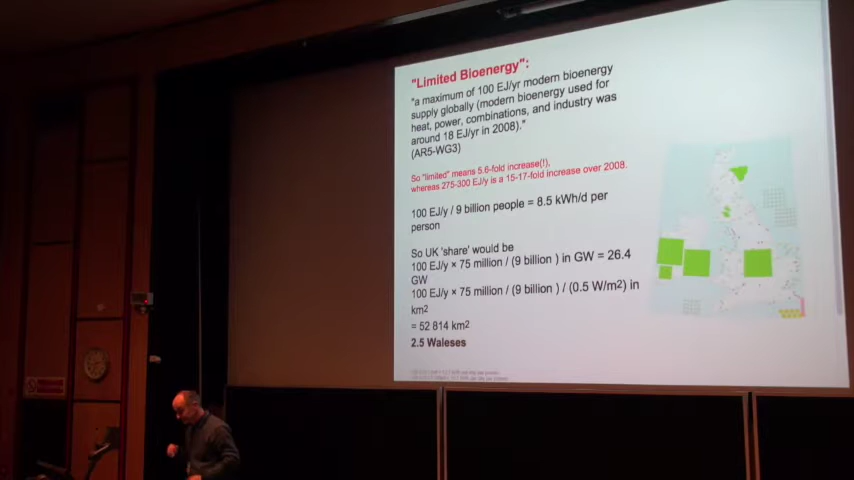 "Limited Bioenergy":
"a maximum of 100 EJ/yr modern bioenergy
supply globally (modern bioenergy used for
heat, power, combinations, and industry was
around 18 EJ/yr in 2008)."
(AR5-WG3)
So "limited" means 5.6-fold increase(!),
whereas 275-300 EJ/y is a 15-17-fold increase over 2008.
100 EJ/y / 9 billion people = 8.5 kWh/d per
person
So UK 'share' would be
100 EJ/y × 75 million / (9 billion ) in GW = 26.4
GW
100 EJ/y × 75 million / (9 billion ) / (0.5 W/m2) in
km2
= 52 814 km2
2.5 Waleses